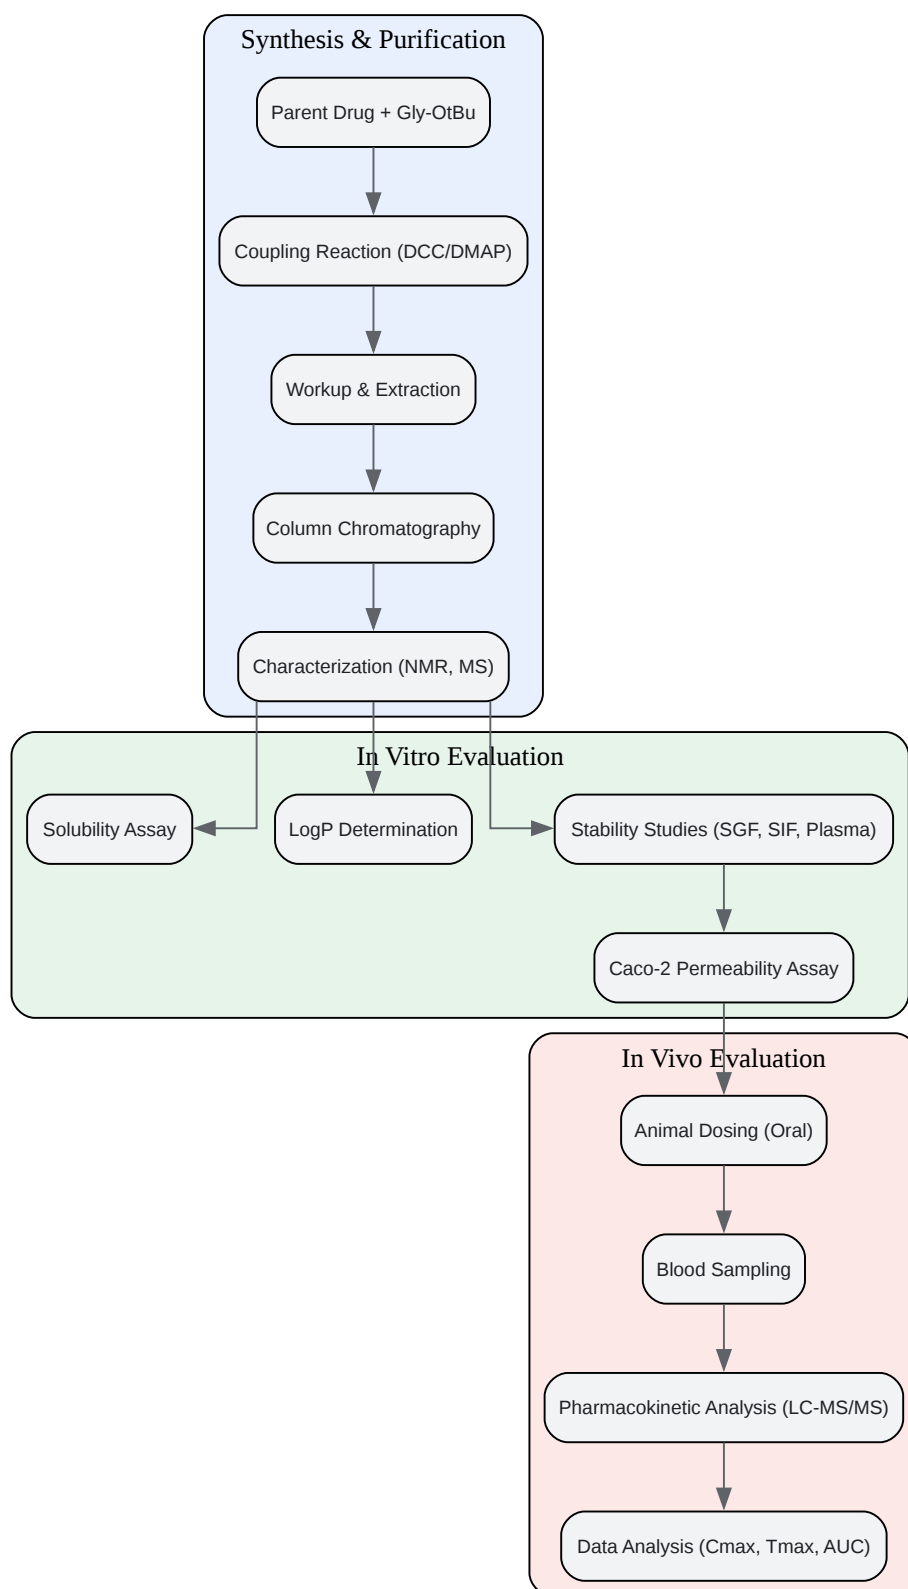 Synthesis & Purification
Parent Drug + Gly-OtBu
Coupling Reaction (DCC/DMAP)
Workup & Extraction
Column Chromatography
Characterization (NMR, MS)
In Vitro Evaluation
Solubility Assay
LogP Determination
Stability Studies (SGF, SIF, Plasma)
Caco-2 Permeability Assay
In Vivo Evaluation
Animal Dosing (Oral)
Blood Sampling
Pharmacokinetic Analysis (LC-MS/MS)
Data Analysis (Cmax, Tmax, AUC)